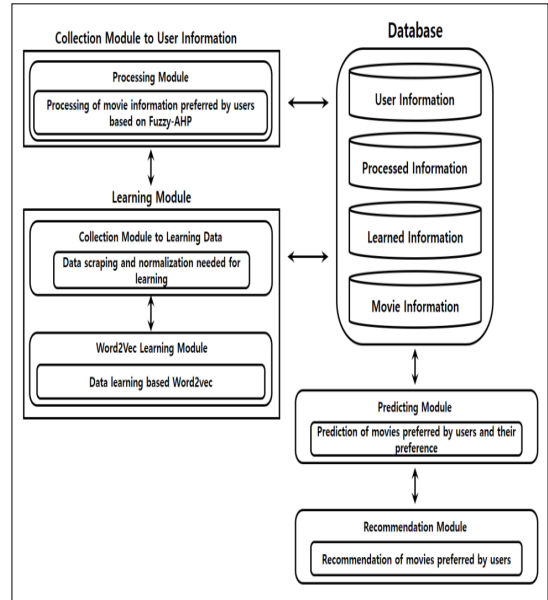 Collection Module to User Information
Processing Module
Processing of movie information preferred by users
based on Fuzzy-AHP
Learning Module
Collection Module to Learning Data
Data scraping and normalization needed for
learning
Word2Vec Learning Module
Data learning based Word2vec
Database
User Information
Processed Information
Learned Information
Movie Information
Predicting Module
Prediction of movies preferred by users and their
preference
Recommendation Module
Recommendation of movies preferred by users